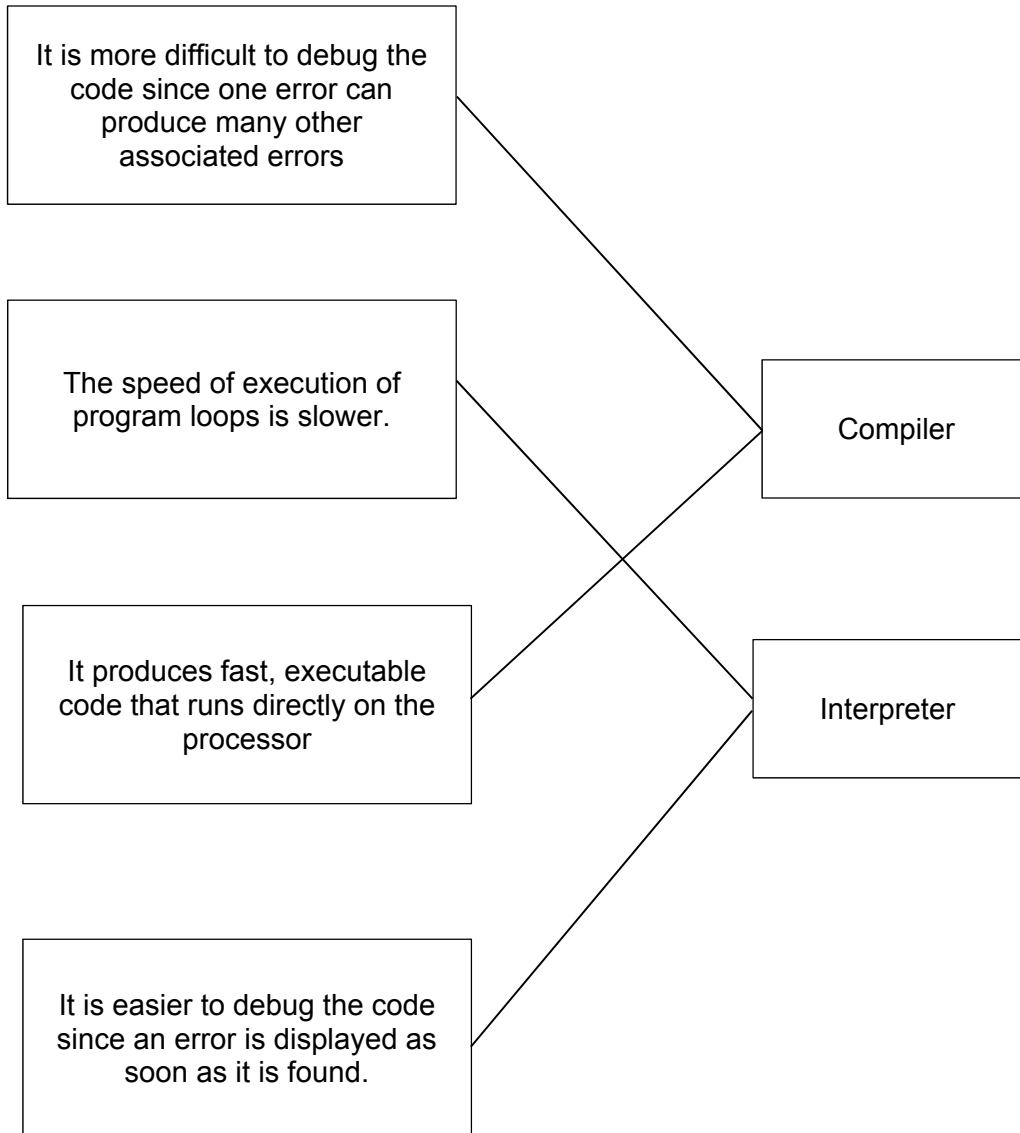 It is more difficult to debug the
code since one error can
produce many other
associated errors
The speed of execution of
program loops is slower.
Compiler
It produces fast, executable
code that runs directly on the
processor
Interpreter
It is easier to debug the code
since an error is displayed as
soon as it is found.